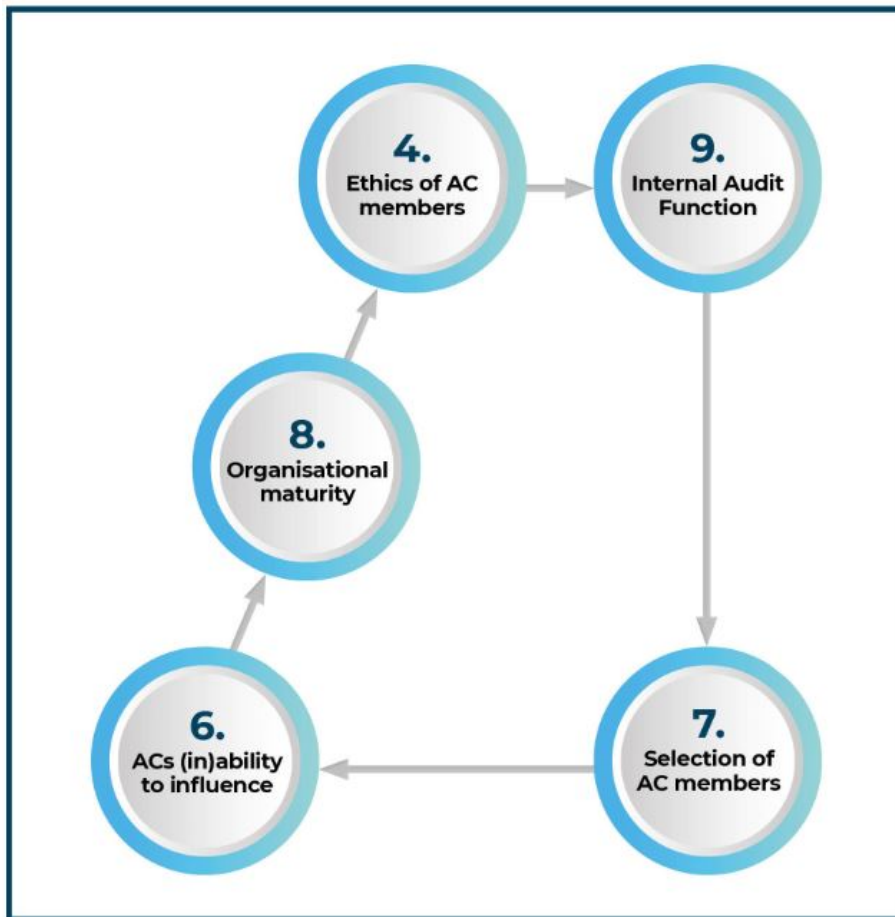 4.
Ethics of AC
members
9.
Internal Audit
Function
8.
Organisational
maturity
6.
ACs (in)ability
to influence
7.
Selection of
AC members